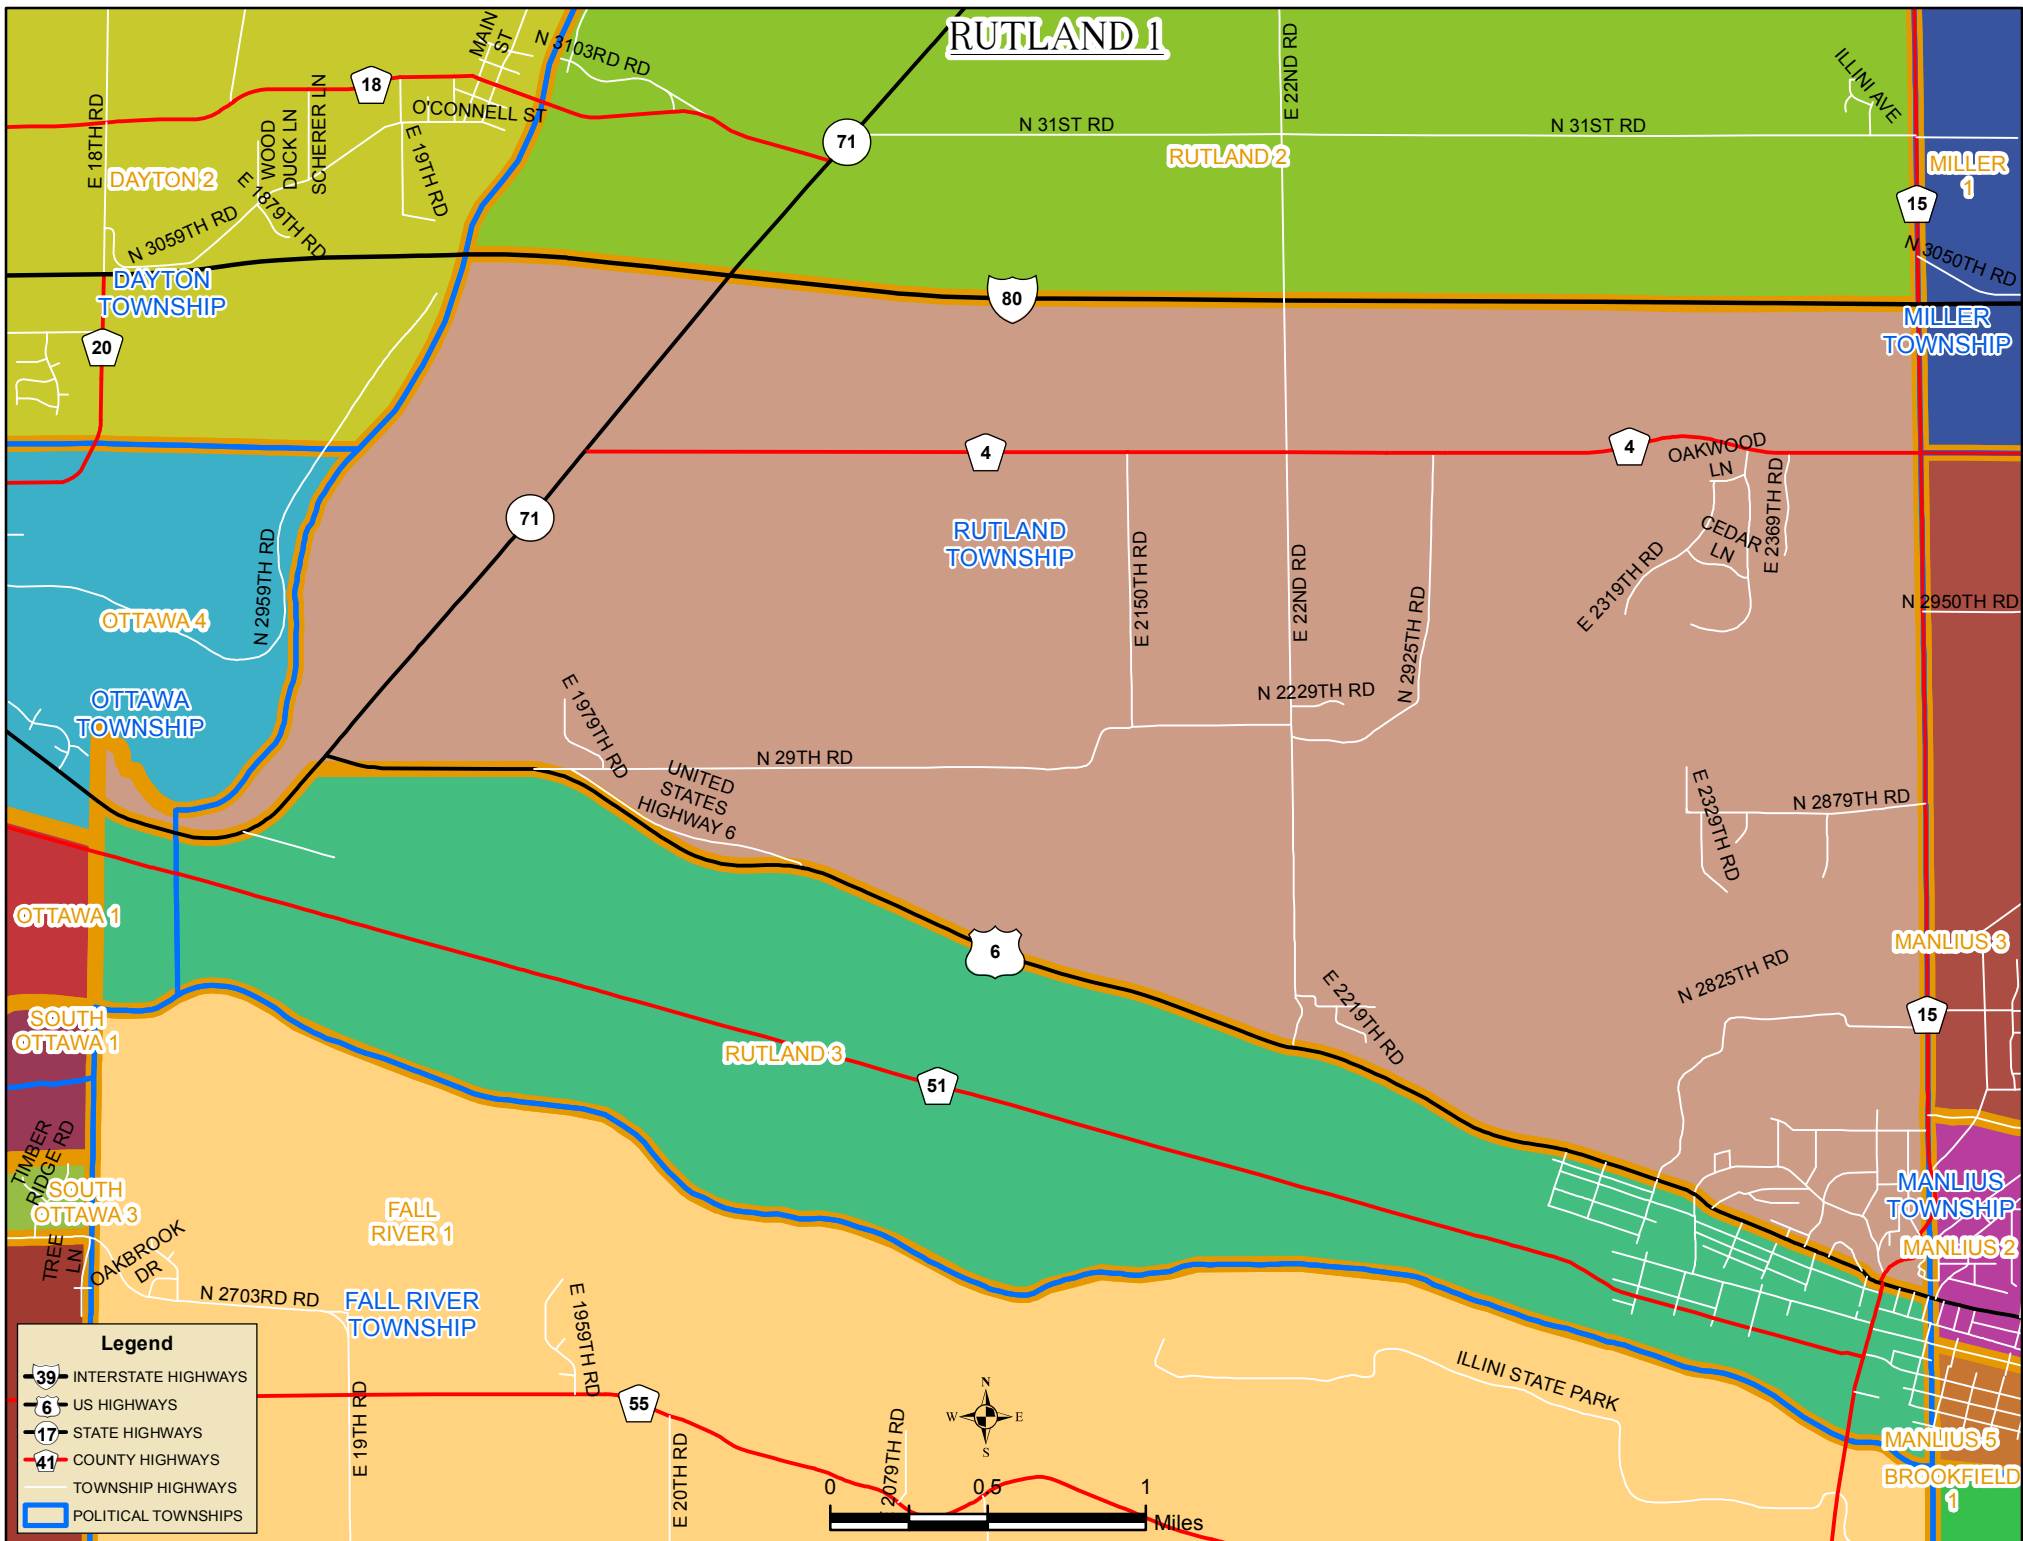 RUTLAND 1
MAIN
ST
N 3103RD RD
E 22ND RD
ILLINI AVE
18
O'CONNELL ST
E 18TH RD
WOOD
DUCK LN
SCHERER LN
E 19TH RD
71
N 31ST RD
N 31ST RD
RUTLAND 2
MILLER
1
DAYTON 2
E 1879TH RD
N 3059TH RD
15
N 3050TH RD
DAYTON
TOWNSHIP
80
MILLER
TOWNSHIP
20
4
4
OAKWOOD
LN
E 2369TH RD
71
RUTLAND
TOWNSHIP
CEDAR
LN
E 2319TH RD
N 2959TH RD
E 2150TH RD
E 22ND RD
N 2925TH RD
N 2950TH RD
OTTAWA 4
OTTAWA
TOWNSHIP
E 1979TH RD
N 2229TH RD
N 29TH RD
UNITED
STATES
HIGHWAY 6
E 2329TH RD
N 2879TH RD
OTTAWA 1
6
MANLIUS 3
N 2825TH RD
E 2219TH RD
15
SOUTH
OTTAWA 1
RUTLAND 3
51
TIMBER
RIDGE RD
SOUTH
OTTAWA 3
MANLIUS
TOWNSHIP
FALL
RIVER 1
MANLIUS 2
TREE
LN
OAKBROOK
DR
N 2703RD RD
FALL RIVER
TOWNSHIP
E 1959TH RD
E 19TH RD
55
E 20TH RD
2079TH RD
ILLINI STATE PARK
MANLIUS 5
BROOKFIELD
1
Legend
39 INTERSTATE HIGHWAYS
6 US HIGHWAYS
17 STATE HIGHWAYS
41 COUNTY HIGHWAYS
TOWNSHIP HIGHWAYS
POLITICAL TOWNSHIPS
N
W E
S
0 0.5 1
Miles